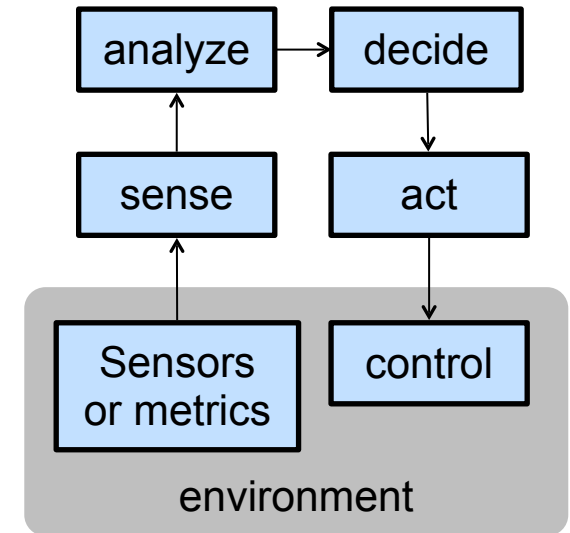 analyze
decide
sense
act
Sensors
or metrics
control
environment